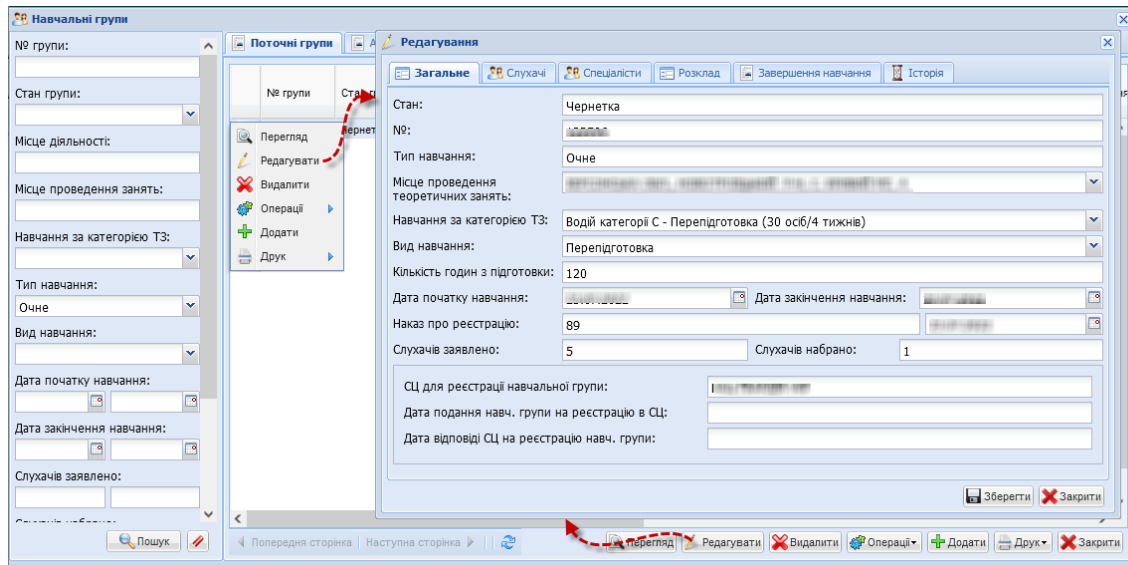 Навчальні групи
№ групи:
Стан групи:
Місце діяльності:
Місце проведення занять:
Навчання за категорією ТЗ:
Тип навчання:
Очне
Вид навчання:
Дата початку навчання:
Дата закінчення навчання:
Слухачів заявлено:
Пошук
Поточні групи
№ групи
Перегляд
Редагувати
Видалити
Операції
Додати
Друк
Редагування
Загальне Слухачі Спеціалісти Розклад Завершення навчання Історія
Стан: Чернетка
№:
Тип навчання: Очне
Місце проведення
теоретичних занять:
Навчання за категорією ТЗ: Водій категорії С - Перепідготовка (30 осіб/4 тижнів)
Вид навчання: Перепідготовка
Кількість годин з підготовки: 120
Дата початку навчання: Дата закінчення навчання:
Наказ про реєстрацію: 89
Слухачів заявлено: 5 Слухачів набрано: 1
СЦ для реєстрації навчальної групи:
Дата подання навч. групи на реєстрацію в СЦ:
Дата відповіді СЦ на реєстрацію навч. групи:
Зберегти Закрити
Попередня сторінка Наступна сторінка
Перегляд Редагувати Видалити Операції Додати Друк Закрити